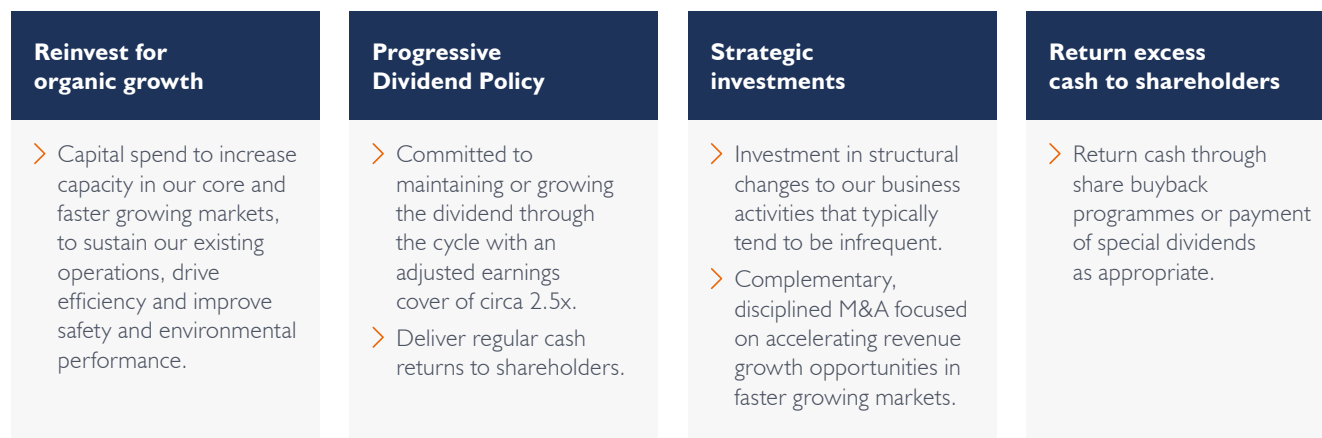 Reinvest for
organic growth
Capital spend to increase
capacity in our core and
faster growing markets,
to sustain our existing
operations, drive
efficiency and improve
safety and environmental
performance.
Progressive
Dividend Policy
Committed to
maintaining or growing
the dividend through
the cycle with an
adjusted earnings
cover of circa 2.5x.
Deliver regular cash
returns to shareholders.
Strategic
investments
Investment in structural
changes to our business
activities that typically
tend to be infrequent.
Complementary,
disciplined M&A focused
on accelerating revenue
growth opportunities in
faster growing markets.
Return excess
cash to shareholders
Return cash through
share buyback
programmes or payment
of special dividends
as appropriate.